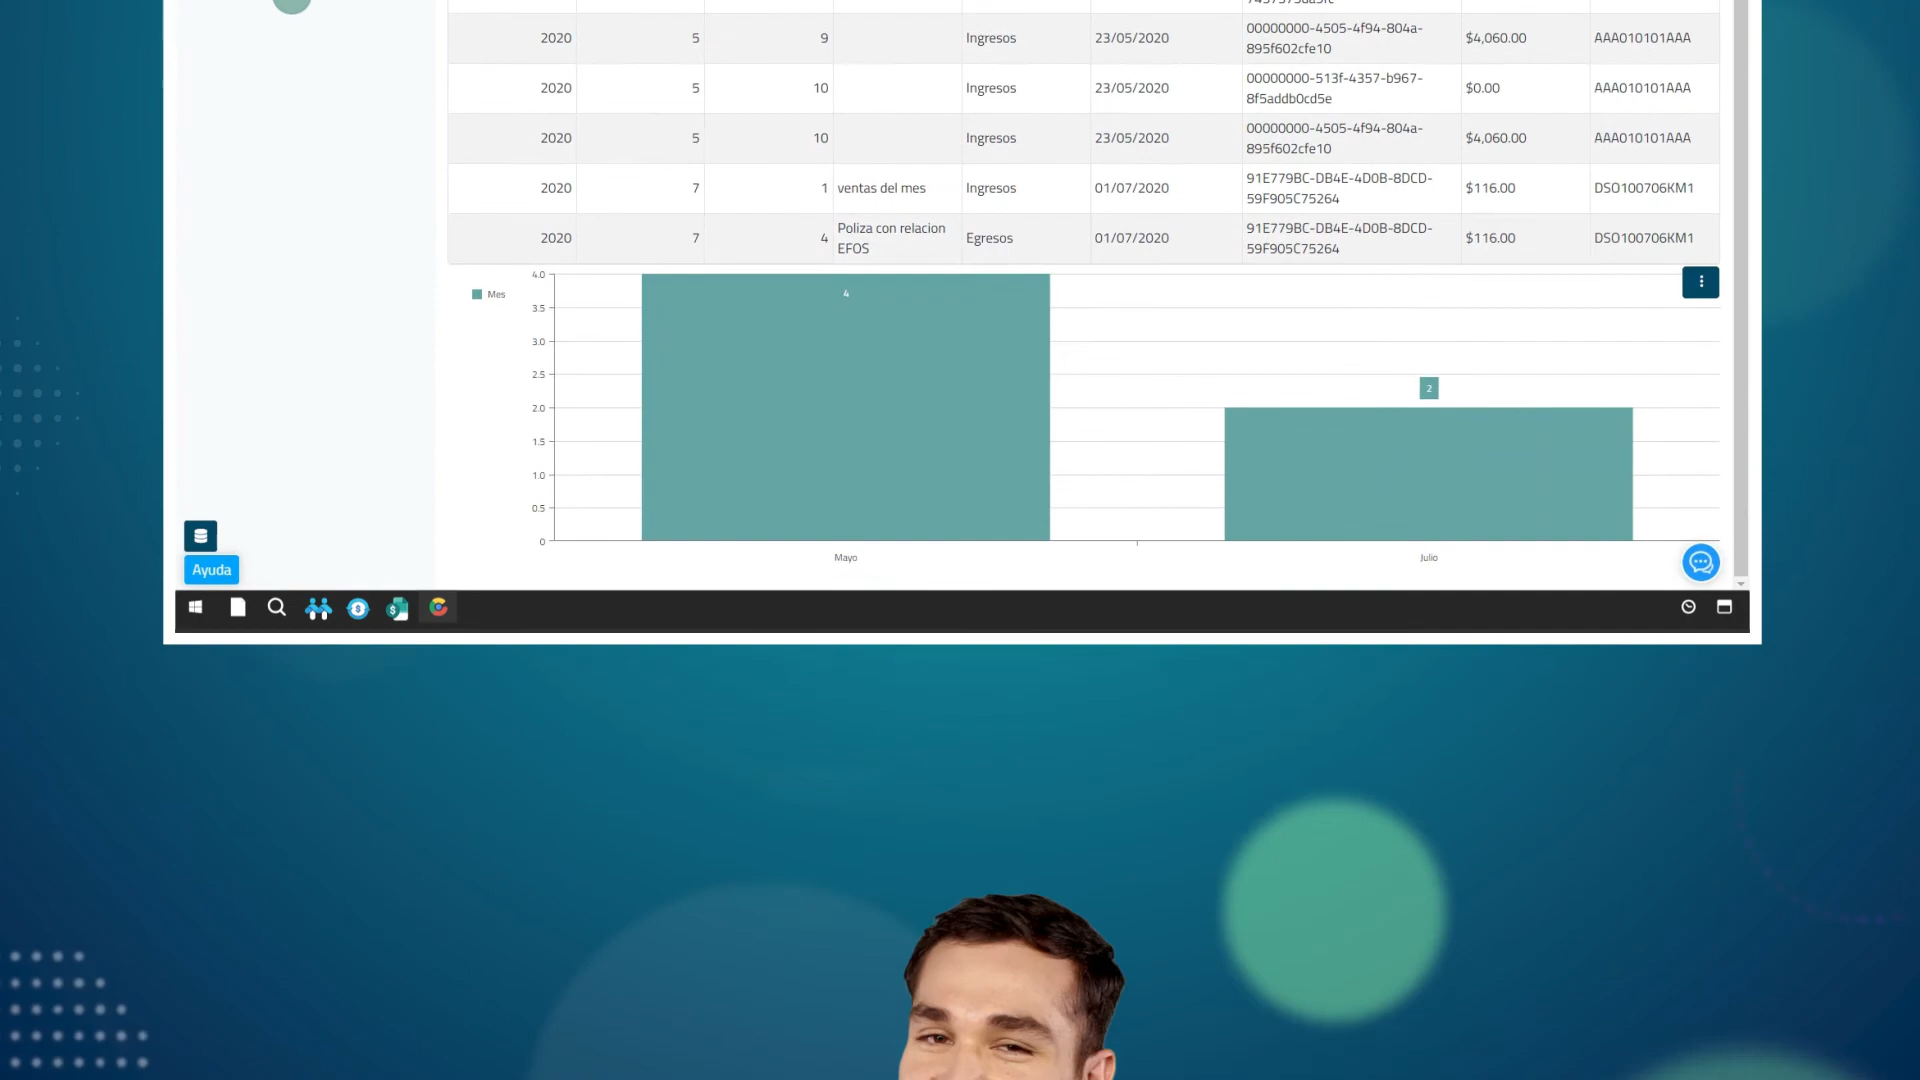 2020 5 9 Ingresos 23/05/2020 00000000-4505-4f94-804a-895f602cfe10 $4,060.00 AAA010101AAA
2020 5 10 Ingresos 23/05/2020 00000000-513f-4357-b967-8f5addb0cd5e $0.00 AAA010101AAA
2020 5 10 Ingresos 23/05/2020 00000000-4505-4f94-804a-895f602cfe10 $4,060.00 AAA010101AAA
2020 7 1 ventas del mes Ingresos 01/07/2020 91E779BC-DB4E-4D0B-8DCD-59F905C75264 $116.00 DSO100706KM1
2020 7 4 Poliza con relacion EFOS Egresos 01/07/2020 91E779BC-DB4E-4D0B-8DCD-59F905C75264 $116.00 DSO100706KM1
Mes
4.0
3.5
3.0
2.5
2.0
1.5
1.0
0.5
0
4
2
Mayo
Julio
Ayuda